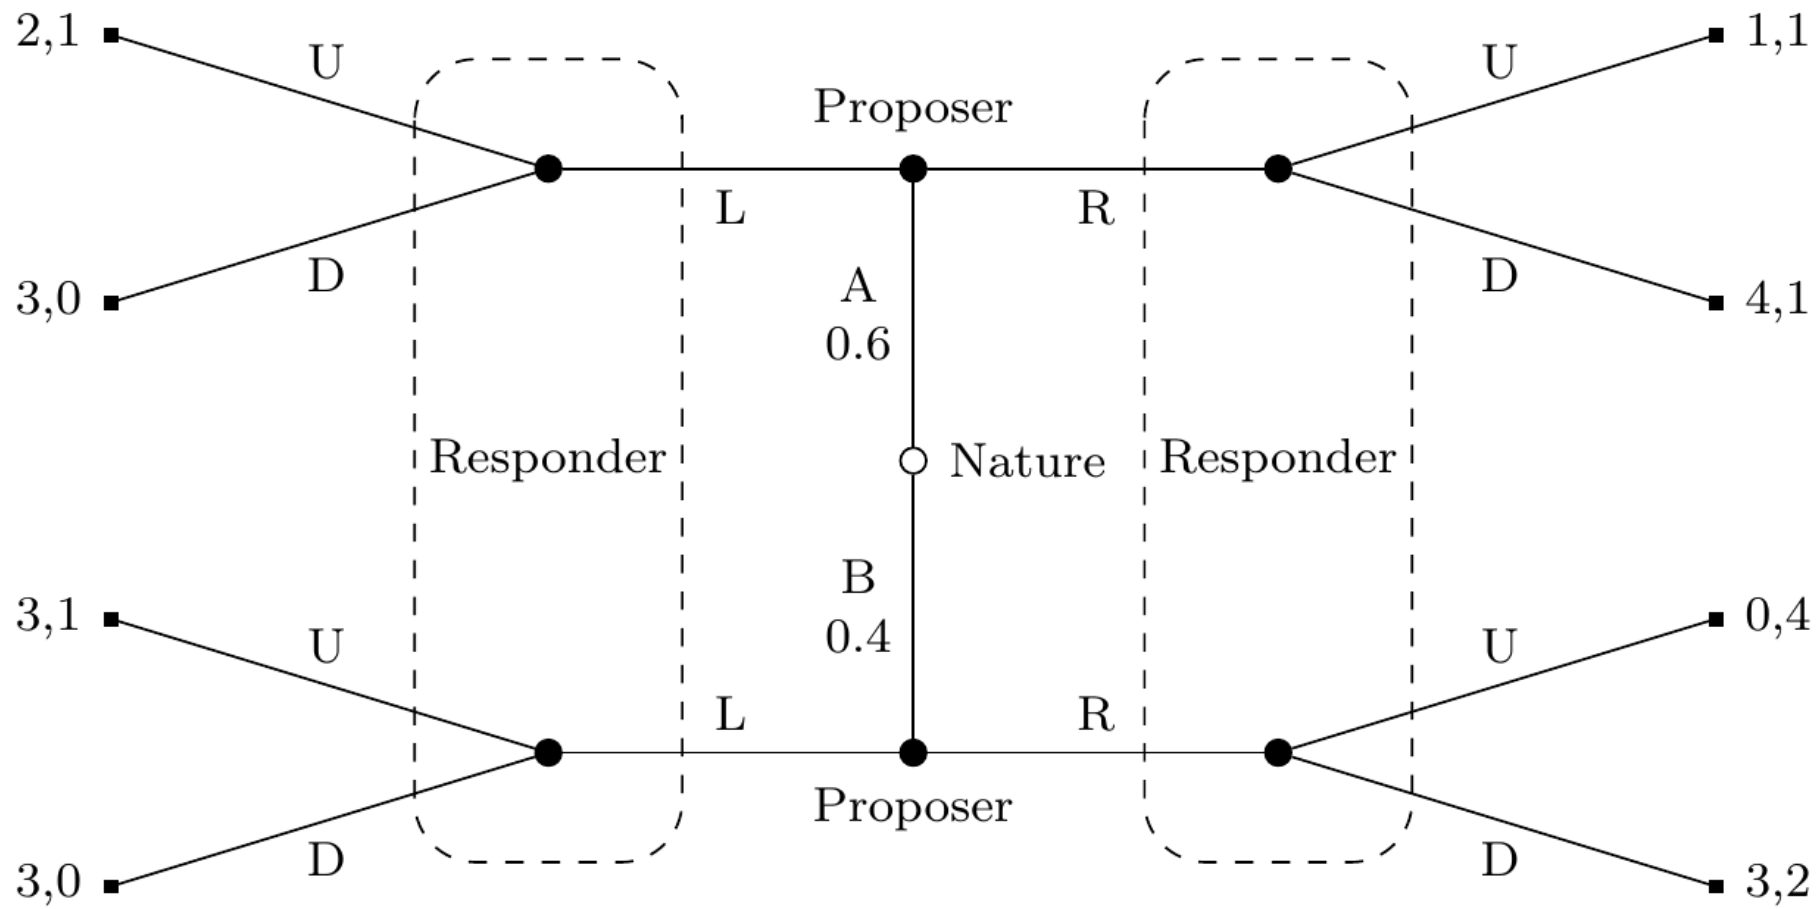 2,1
U
Proposer
U
1,1
L
R
3,0
D
A
0.6
D
4,1
Responder
Nature
Responder
3,1
U
B
0.4
U
0,4
L
R
Proposer
3,0
D
D
3,2